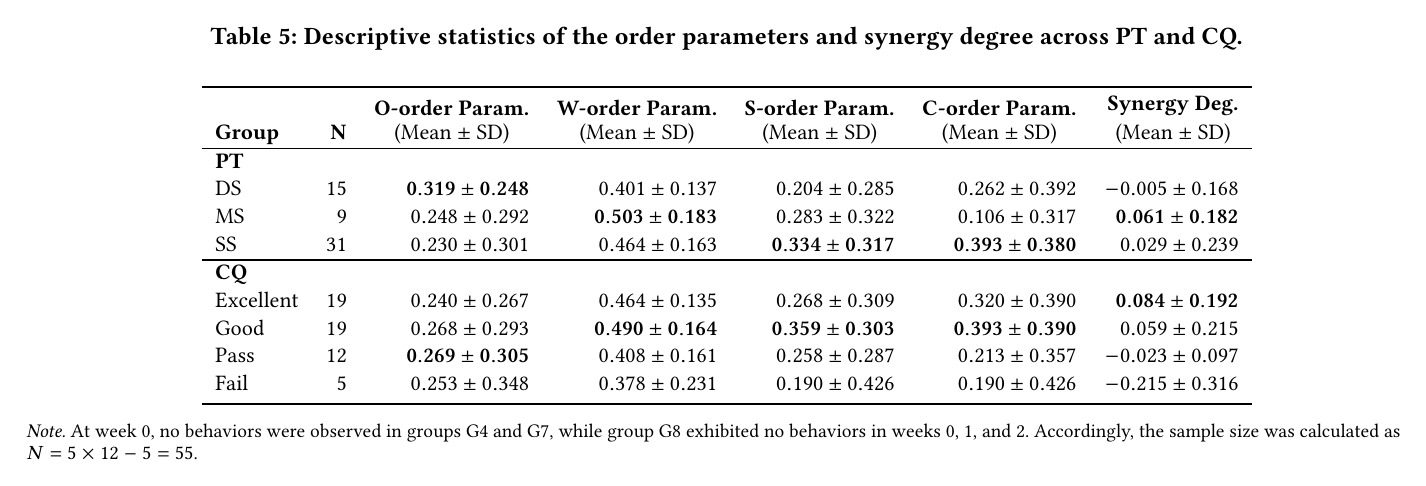 Table 5: Descriptive statistics of the order parameters and synergy degree across PT and CQ.
Group N O-order Param. (Mean ± SD) W-order Param. (Mean ± SD) S-order Param. (Mean ± SD) C-order Param. (Mean ± SD) Synergy Deg. (Mean ± SD)
PT
DS 15 0.319 ± 0.248 0.401 ± 0.137 0.204 ± 0.285 0.262 ± 0.392 −0.005 ± 0.168
MS 9 0.248 ± 0.292 0.503 ± 0.183 0.283 ± 0.322 0.106 ± 0.317 0.061 ± 0.182
SS 31 0.230 ± 0.301 0.464 ± 0.163 0.334 ± 0.317 0.393 ± 0.380 0.029 ± 0.239
CQ
Excellent 19 0.240 ± 0.267 0.464 ± 0.135 0.268 ± 0.309 0.320 ± 0.390 0.084 ± 0.192
Good 19 0.268 ± 0.293 0.490 ± 0.164 0.359 ± 0.303 0.393 ± 0.390 0.059 ± 0.215
Pass 12 0.269 ± 0.305 0.408 ± 0.161 0.258 ± 0.287 0.213 ± 0.357 −0.023 ± 0.097
Fail 5 0.253 ± 0.348 0.378 ± 0.231 0.190 ± 0.426 0.190 ± 0.426 −0.215 ± 0.316
Note. At week 0, no behaviors were observed in groups G4 and G7, while group G8 exhibited no behaviors in weeks 0, 1, and 2. Accordingly, the sample size was calculated as
N = 5 × 12 − 5 = 55.